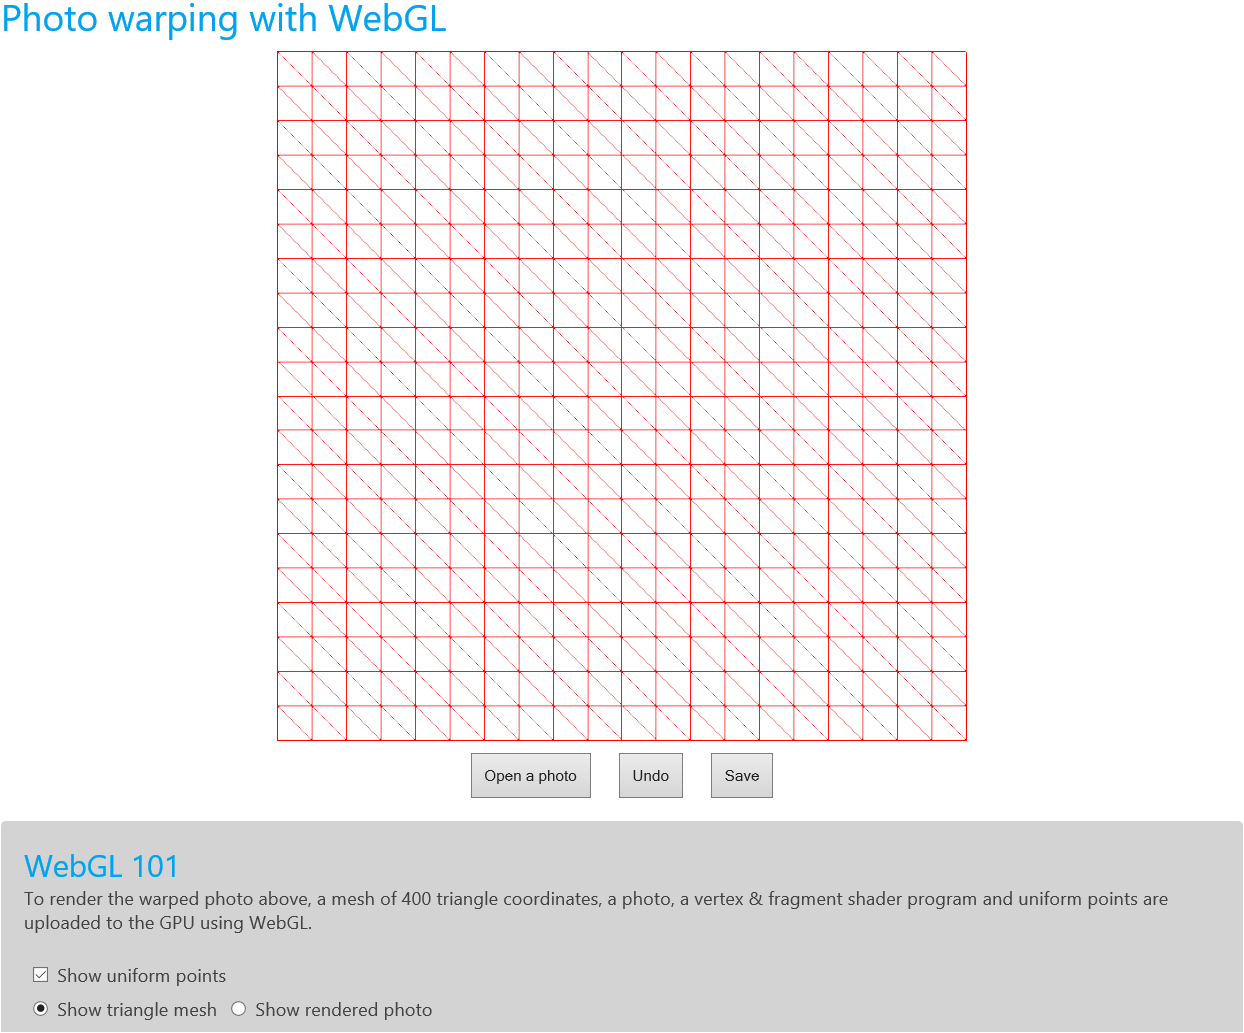 Photo warping with WebGL
Open a photo
Undo
Save
WebGL 101
To render the warped photo above, a mesh of 400 triangle coordinates, a photo, a vertex & fragment shader program and uniform points are
uploaded to the GPU using WebGL.
Show uniform points
Show triangle mesh
Show rendered photo